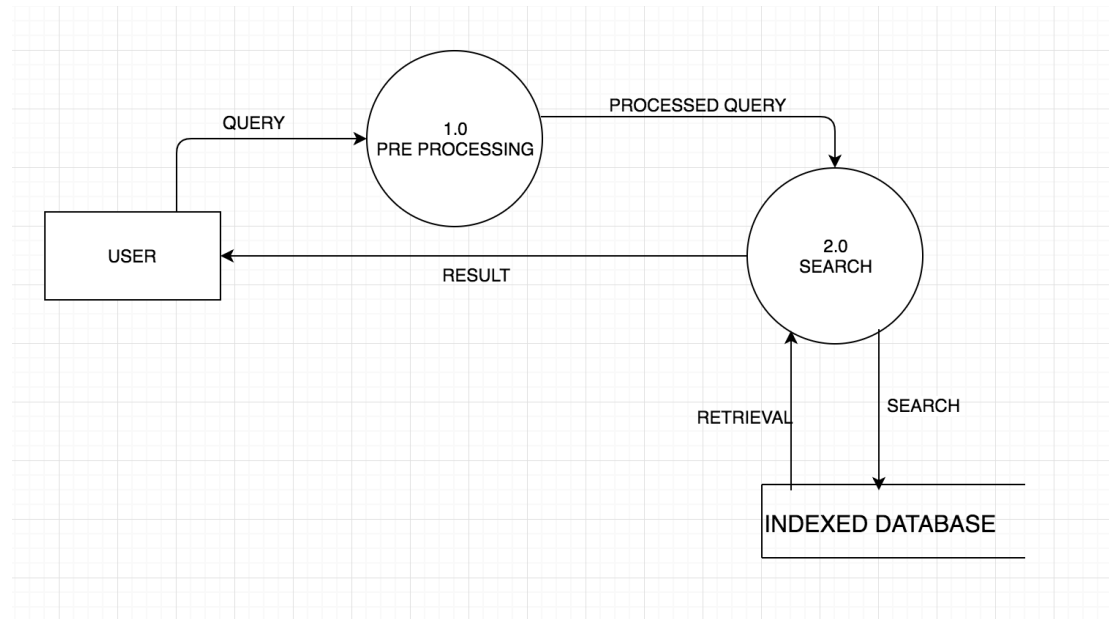 QUERY
1.0
PRE PROCESSING
PROCESSED QUERY
USER
RESULT
2.0
SEARCH
RETRIEVAL
SEARCH
INDEXED DATABASE